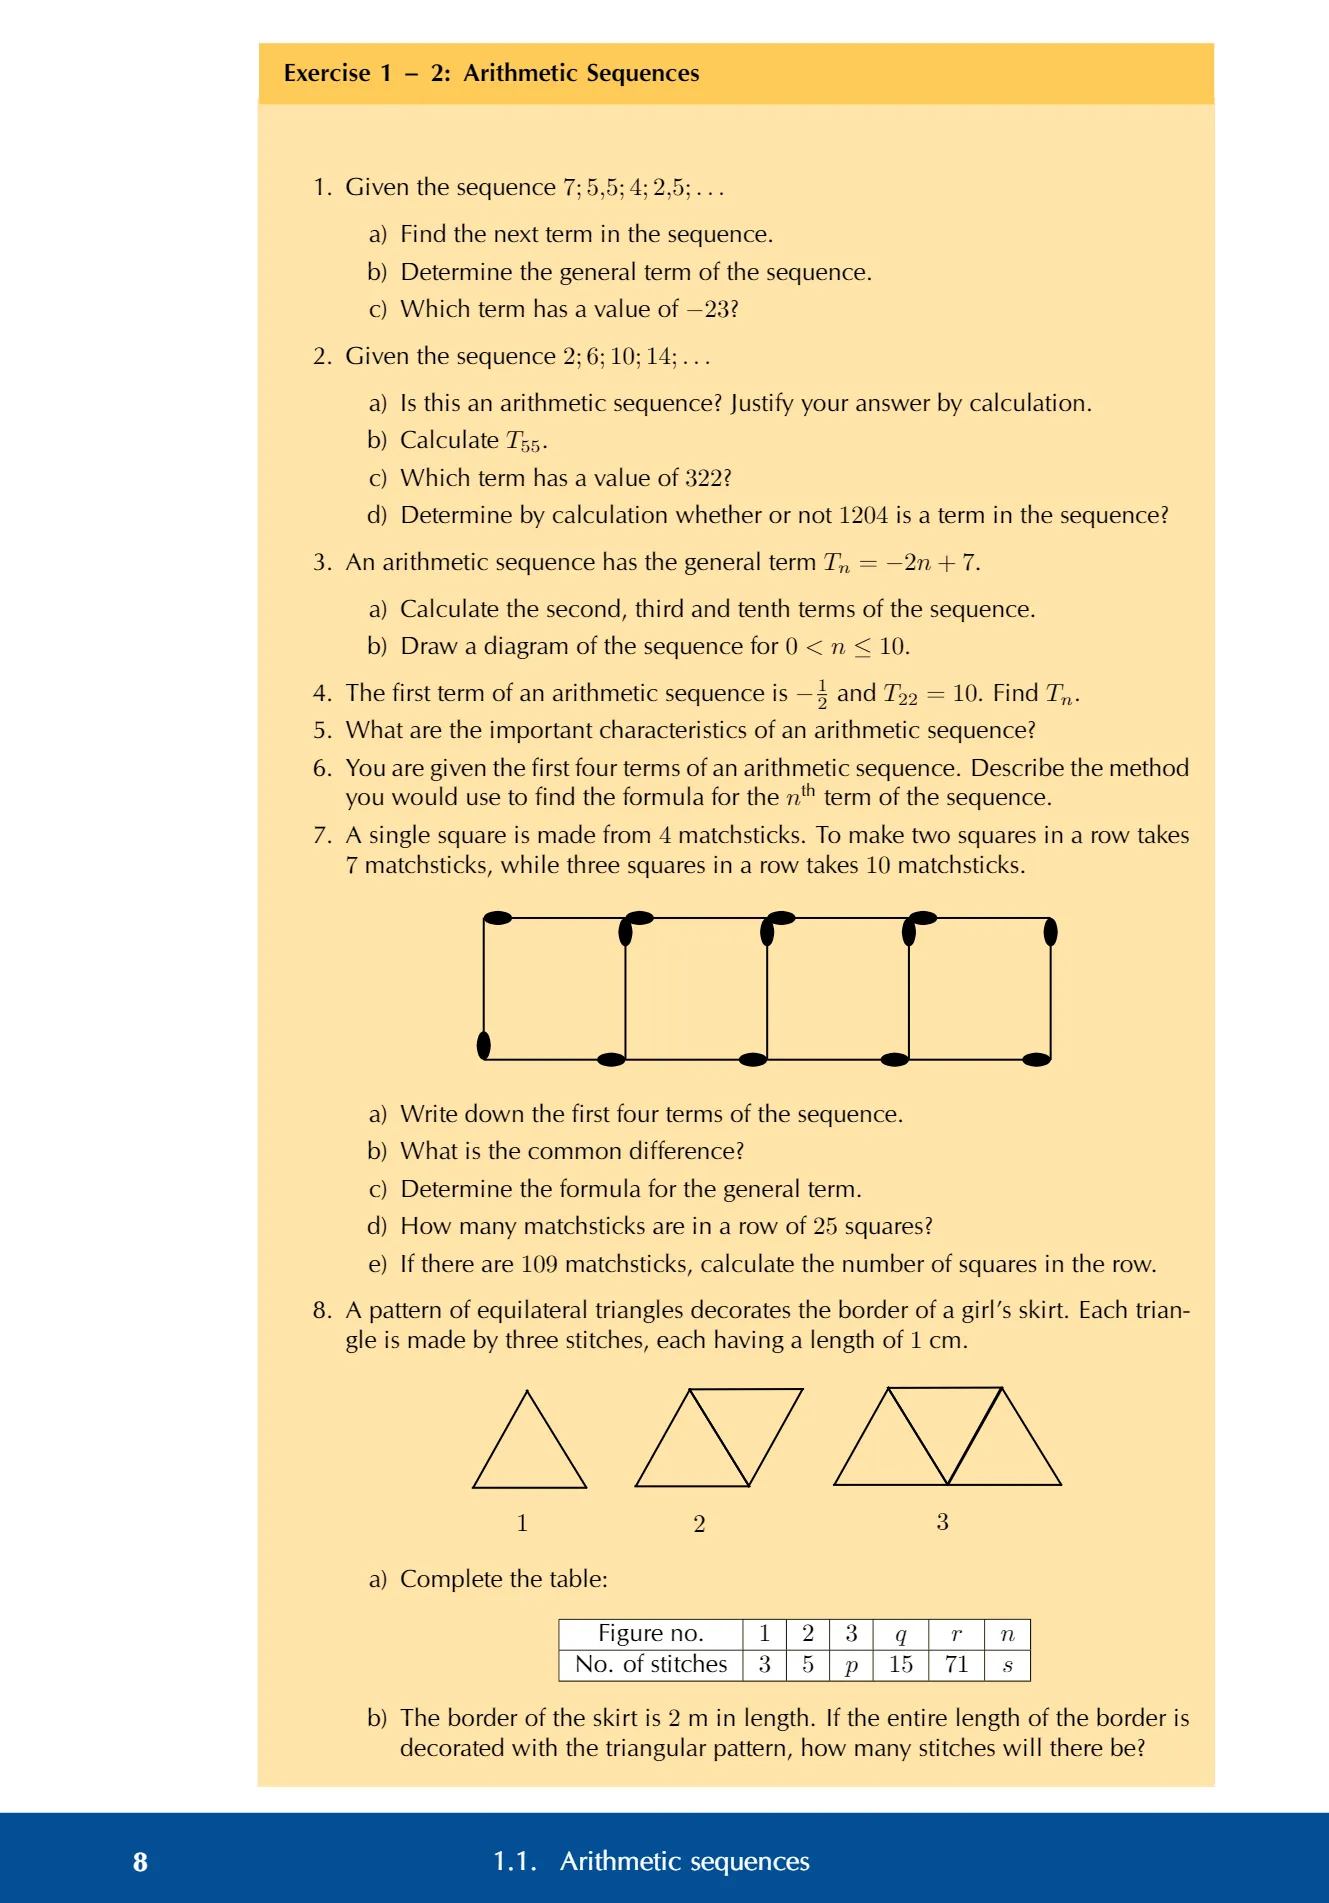 Exercise 1 – 2: Arithmetic Sequences
1. Given the sequence 7; 5,5; 4; 2,5; . . .
a) Find the next term in the sequence.
b) Determine the general term of the sequence.
c) Which term has a value of −23?
2. Given the sequence 2; 6; 10; 14; . . .
a) Is this an arithmetic sequence? Justify your answer by calculation.
b) Calculate T₅₅.
c) Which term has a value of 322?
d) Determine by calculation whether or not 1204 is a term in the sequence?
3. An arithmetic sequence has the general term Tₙ = −2n + 7.
a) Calculate the second, third and tenth terms of the sequence.
b) Draw a diagram of the sequence for 0 < n ≤ 10.
4. The first term of an arithmetic sequence is −½ and T₂₂ = 10. Find Tₙ.
5. What are the important characteristics of an arithmetic sequence?
6. You are given the first four terms of an arithmetic sequence. Describe the method
you would use to find the formula for the nᵗʰ term of the sequence.
7. A single square is made from 4 matchsticks. To make two squares in a row takes
7 matchsticks, while three squares in a row takes 10 matchsticks.
a) Write down the first four terms of the sequence.
b) What is the common difference?
c) Determine the formula for the general term.
d) How many matchsticks are in a row of 25 squares?
e) If there are 109 matchsticks, calculate the number of squares in the row.
8. A pattern of equilateral triangles decorates the border of a girl's skirt. Each trian-
gle is made by three stitches, each having a length of 1 cm.
1 2 3
a) Complete the table:
Figure no. 1 2 3 q r n
No. of stitches 3 5 p 15 71 s
b) The border of the skirt is 2 m in length. If the entire length of the border is
decorated with the triangular pattern, how many stitches will there be?
8 1.1. Arithmetic sequences